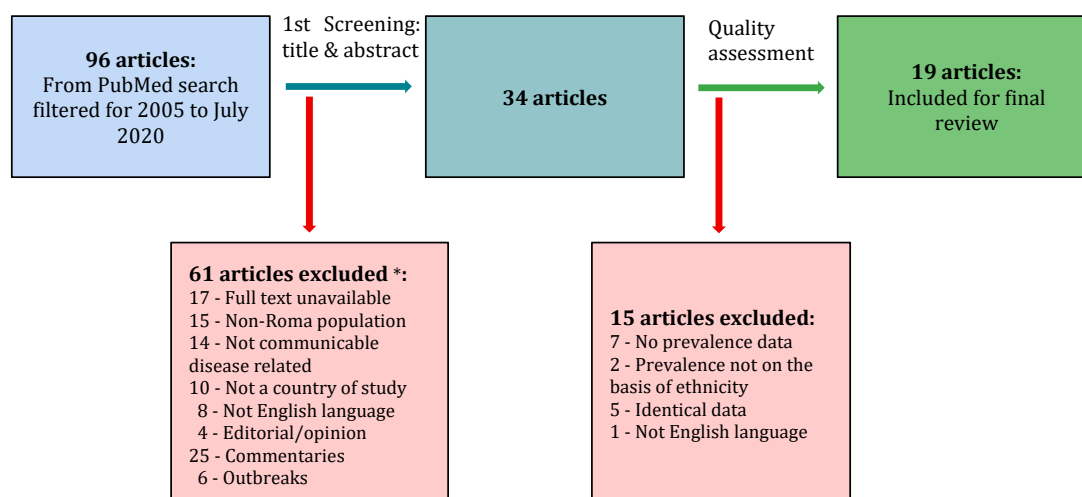 96 articles:
From PubMed search
filtered for 2005 to July
2020
1st Screening:
title & abstract
34 articles
Quality
assessment
19 articles:
Included for final
review
61 articles excluded *:
17 - Full text unavailable
15 - Non-Roma population
14 - Not communicable
disease related
10 - Not a country of study
8 - Not English language
4 - Editorial/opinion
25 - Commentaries
6 - Outbreaks
15 articles excluded:
7 - No prevalence data
2 - Prevalence not on the
basis of ethnicity
5 - Identical data
1 - Not English language